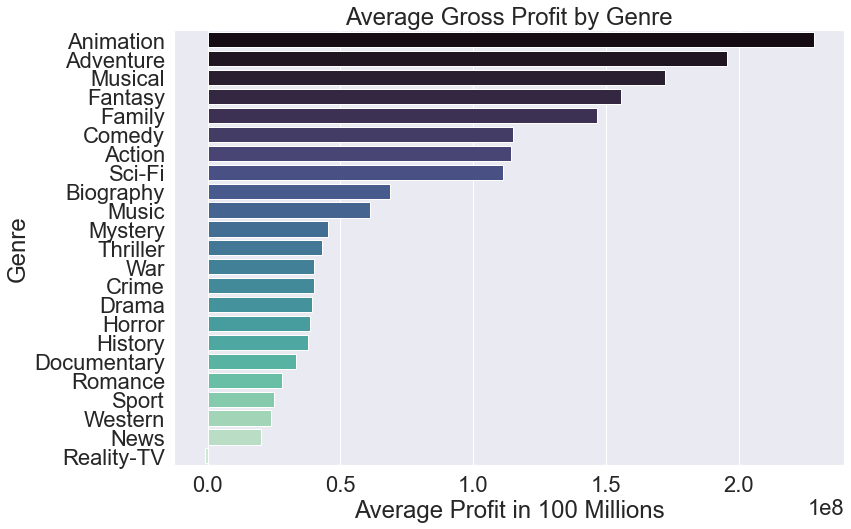 Average Gross Profit by Genre
Genre
Animation
Adventure
Musical
Fantasy
Family
Comedy
Action
Sci-Fi
Biography
Music
Mystery
Thriller
War
Crime
Drama
Horror
History
Documentary
Romance
Sport
Western
News
Reality-TV
0.0 0.5 1.0 1.5 2.0
1e8
Average Profit in 100 Millions